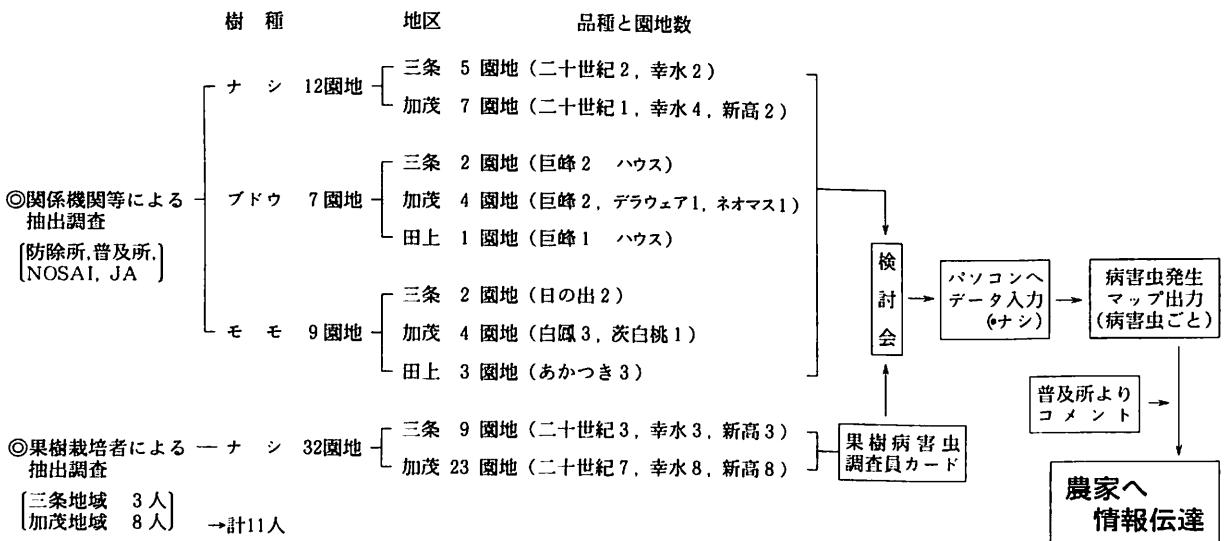 樹種 地区 品種と園地数
◎関係機関等による
抽出調査
防除所,普及所,
NOSAI, JA
ナシ 12園地
三条 5 園地 (二十世紀2, 幸水2)
加茂 7 園地 (二十世紀1, 幸水4, 新高2)
ブドウ 7園地
三条 2 園地 (巨峰2 ハウス)
加茂 4 園地 (巨峰2, デラウェア1, ネオマス1)
田上 1 園地 (巨峰1 ハウス)
モモ 9園地
三条 2 園地 (日の出2)
加茂 4 園地 (白鳳3, 茨白桃1)
田上 3 園地 (あかつき3)
◎果樹栽培者による
抽出調査
三条地域 3人
加茂地域 8人
→計11人
ナシ 32園地
三条 9 園地 (二十世紀3, 幸水3, 新高3)
加茂 23 園地 (二十世紀7, 幸水8, 新高8)
果樹病害虫
調査員カード
検討会
パソコンへ
データ入力
(•ナシ)
病害虫発生
マップ出力
(病害虫ごと)
普及所より
コメント
農家へ
情報伝達